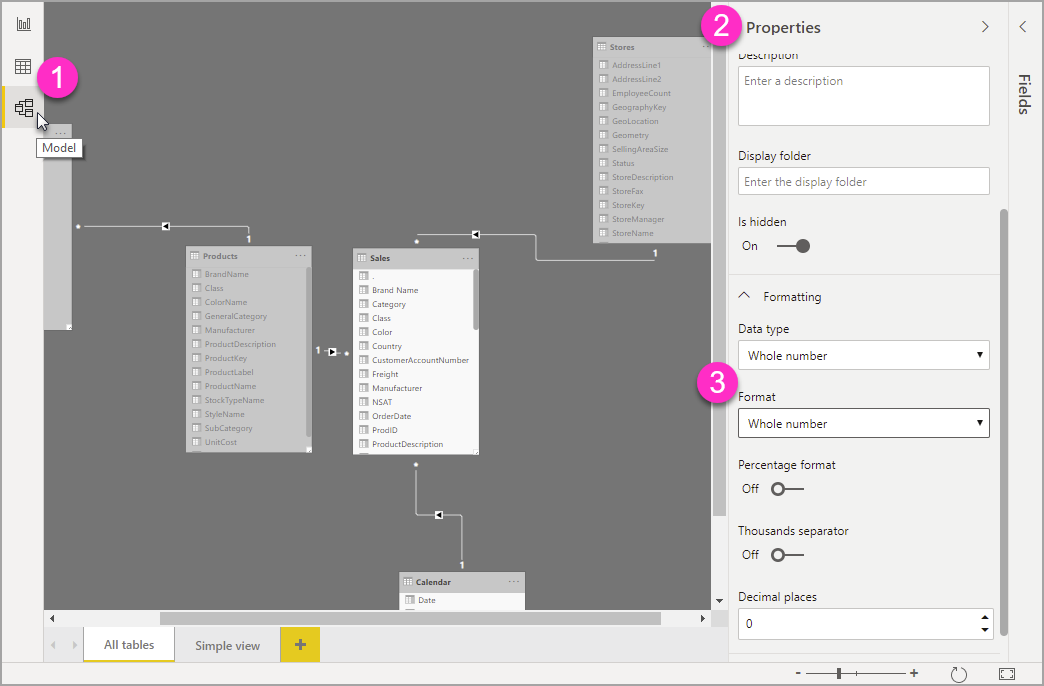 1
Model
2
Stores
AddressLine1
AddressLine2
EmployeeCount
GeographyKey
GeoLocation
Geometry
SellingAreaSize
Status
StoreDescription
StoreFax
StoreKey
StoreManager
StoreName
1
1
Products
BrandName
Class
ColorName
GeneralCategory
Manufacturer
ProductDescription
ProductKey
ProductLabel
ProductName
StockTypeName
StyleName
SubCategory
UnitCost
1
Sales
.
Brand Name
Category
Class
Color
Country
CustomerAccountNumber
Freight
Manufacturer
NSAT
OrderDate
ProdID
ProductDescription
1
Calendar
Date
All tables
Simple view
+
Properties
Description
Enter a description
Display folder
Enter the display folder
Is hidden
On
Formatting
Data type
Whole number
3
Format
Whole number
Percentage format
Off
Thousands separator
Off
Decimal places
0
Fields
- +